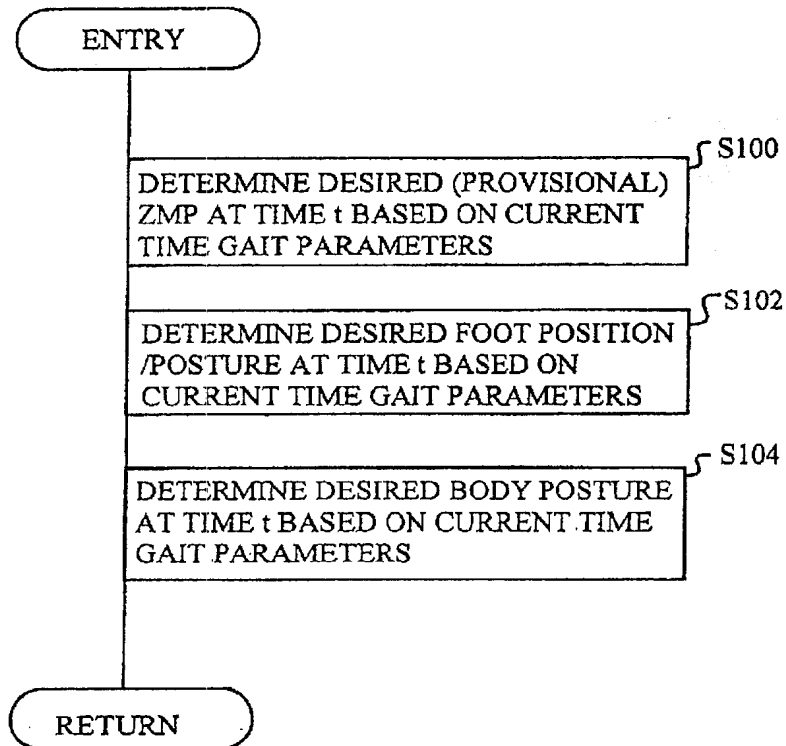 ENTRY
S100
DETERMINE DESIRED (PROVISIONAL)
ZMP AT TIME t BASED ON CURRENT
TIME GAIT PARAMETERS
S102
DETERMINE DESIRED FOOT POSITION
/POSTURE AT TIME t BASED ON
CURRENT TIME GAIT PARAMETERS
S104
DETERMINE DESIRED BODY POSTURE
AT TIME t BASED ON CURRENT TIME
GAIT PARAMETERS
RETURN